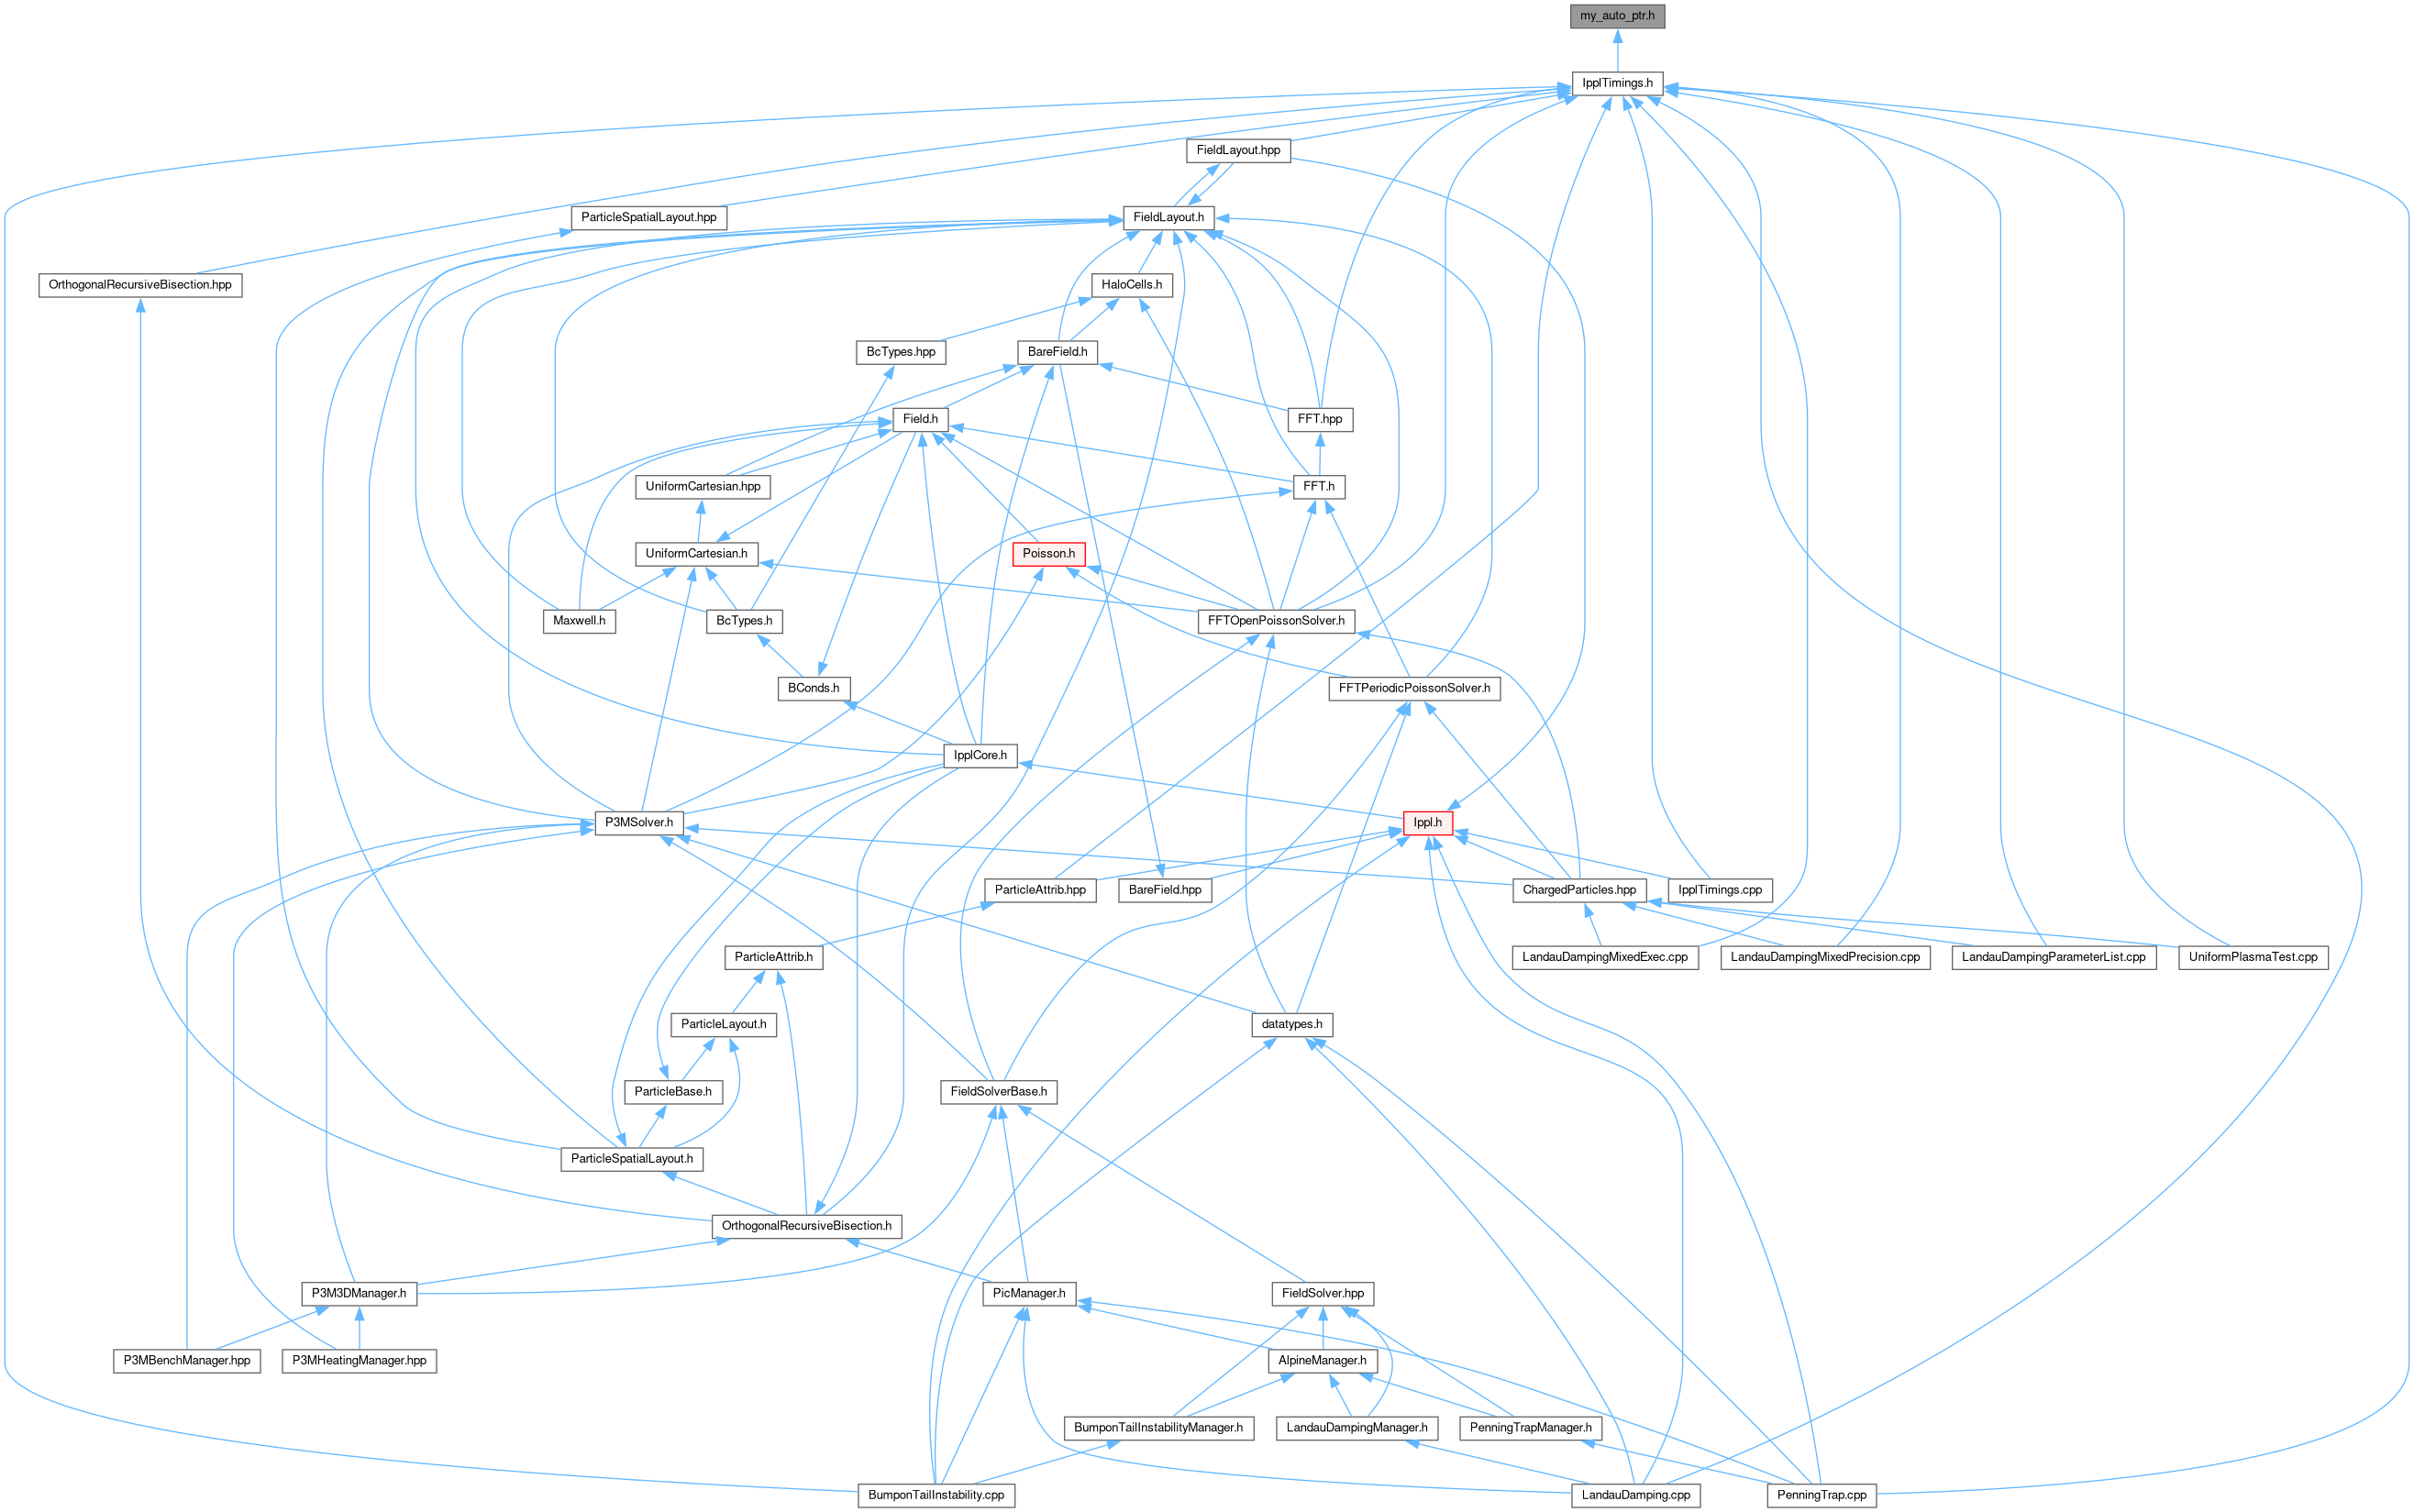 my_auto_ptr.h
IpplTimings.h
FieldLayout.hpp
ParticleSpatialLayout.hpp
FieldLayout.h
OrthogonalRecursiveBisection.hpp
HaloCells.h
BcTypes.hpp
BareField.h
Field.h
FFT.hpp
UniformCartesian.hpp
FFT.h
UniformCartesian.h
Poisson.h
Maxwell.h
BcTypes.h
FFTOpenPoissonSolver.h
BConds.h
FFTPeriodicPoissonSolver.h
IpplCore.h
P3MSolver.h
Ippl.h
ParticleAttrib.hpp
BareField.hpp
ChargedParticles.hpp
IpplTimings.cpp
ParticleAttrib.h
LandauDampingMixedExec.cpp
LandauDampingMixedPrecision.cpp
LandauDampingParameterList.cpp
UniformPlasmaTest.cpp
ParticleLayout.h
datatypes.h
ParticleBase.h
FieldSolverBase.h
ParticleSpatialLayout.h
OrthogonalRecursiveBisection.h
P3M3DManager.h
PicManager.h
FieldSolver.hpp
P3MBenchManager.hpp
P3MHeatingManager.hpp
AlpineManager.h
BumponTailInstabilityManager.h
LandauDampingManager.h
PenningTrapManager.h
BumponTailInstability.cpp
LandauDamping.cpp
PenningTrap.cpp